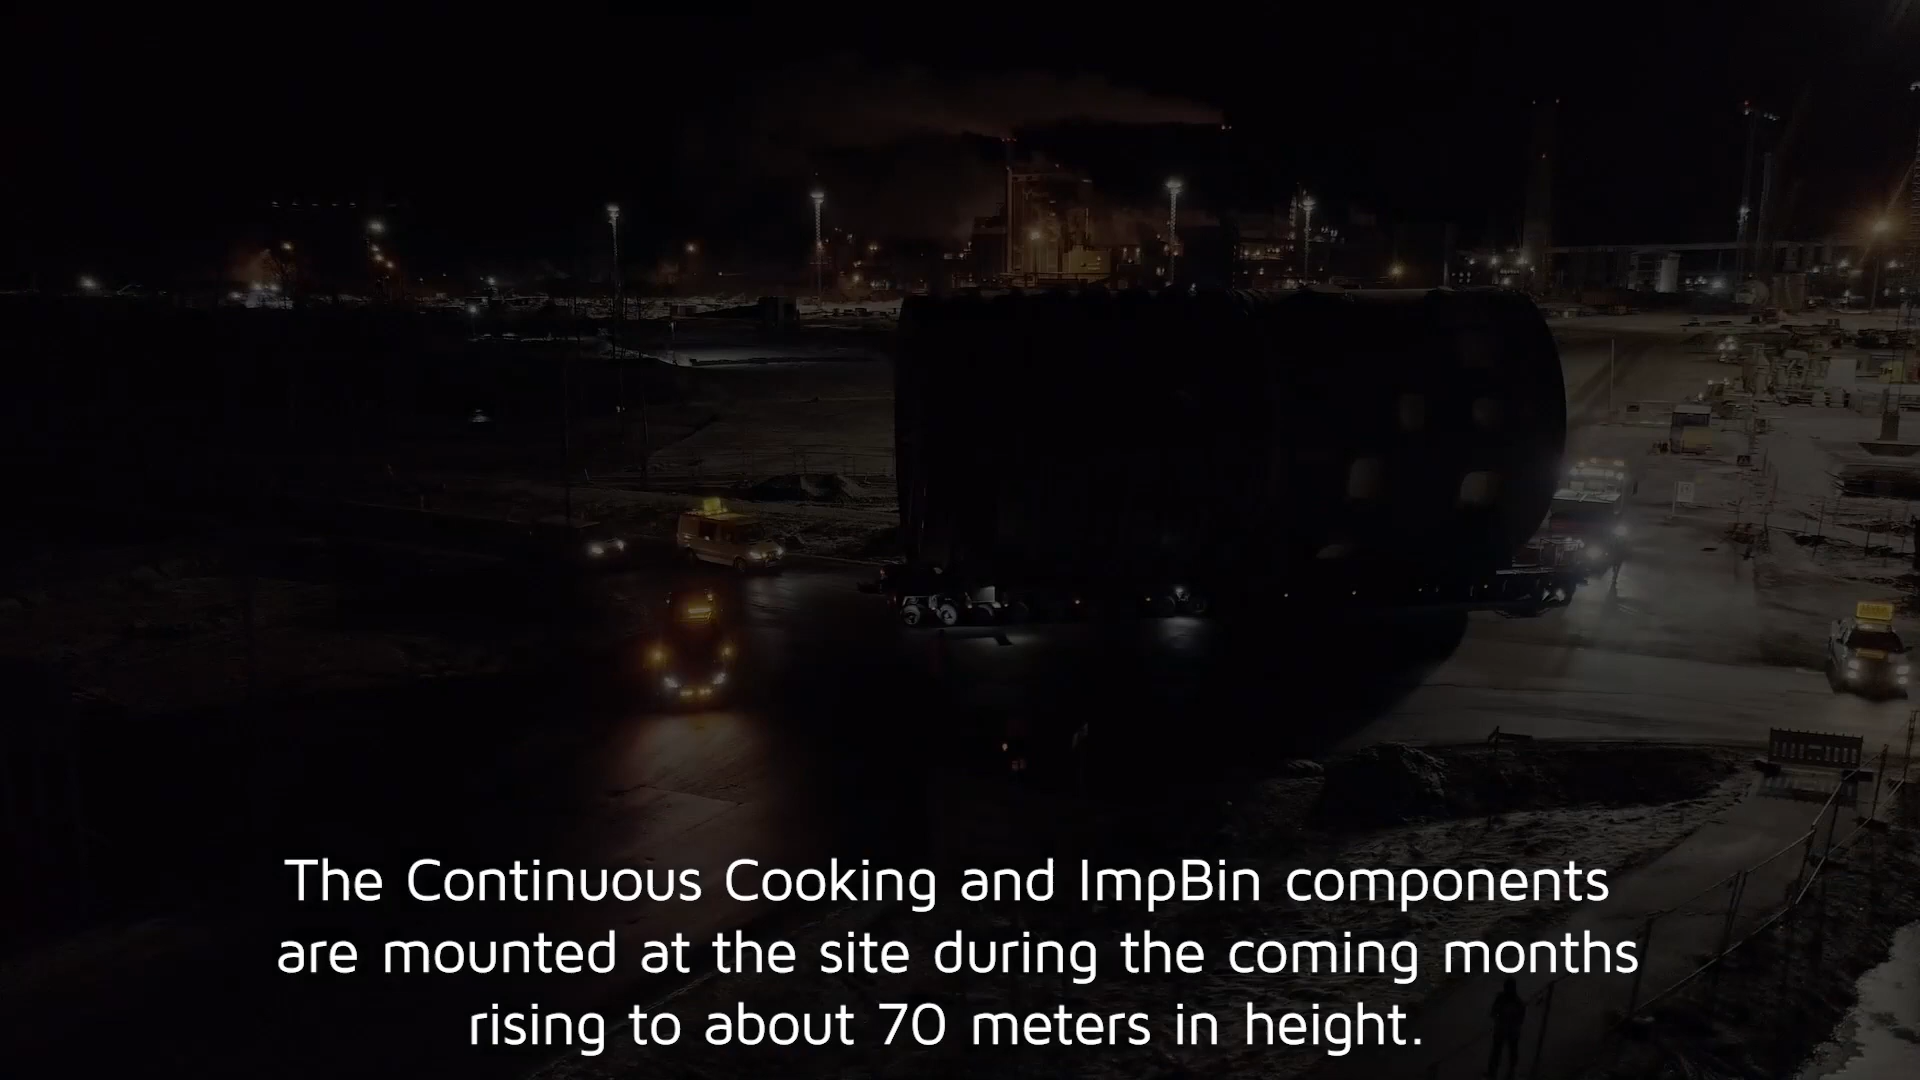 The Continuous Cooking and ImpBin components
are mounted at the site during the coming months
rising to about 70 meters in height.